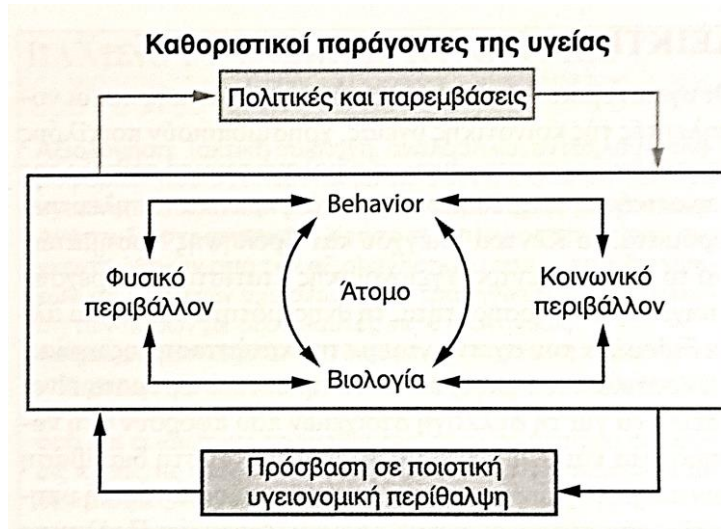 Καθοριστικοί παράγοντες της υγείας
Πολιτικές και παρεμβάσεις
Behavior
Φυσικό
περιβάλλον
Άτομο
Κοινωνικό
περιβάλλον
Βιολογία
Πρόσβαση σε ποιοτική
υγειονομική περίθαλψη